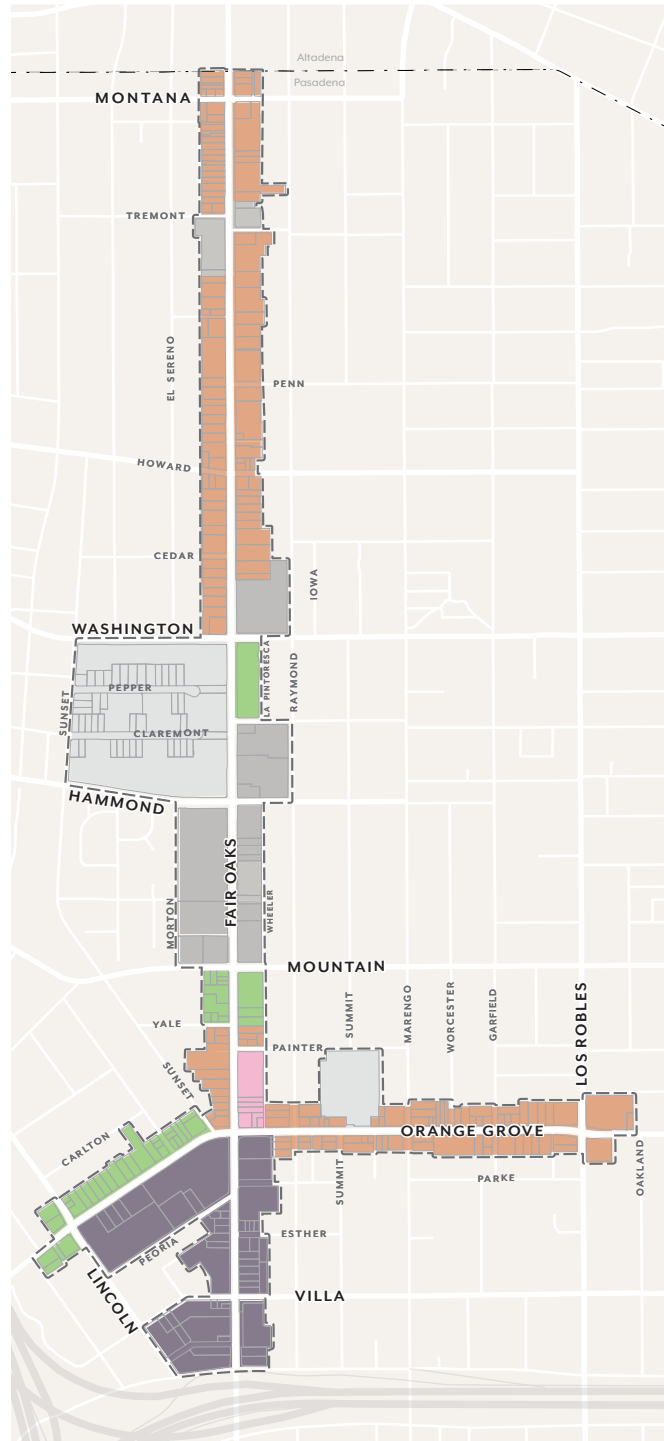 Altadena
Pasadena
MONTANA
TREMONT
EL SERENO
PENN
HOWARD
CEDAR
IOWA
WASHINGTON
LA PINTORESCA
RAYMOND
PEPPER
SUNSET
CLAREMONT
HAMMOND
FAIR OAKS
MORTON
WHEELER
MOUNTAIN
SUMMIT
MARENGO
WORCESTER
GARFIELD
LOS ROBLES
YALE
PAINTER
SUNSET
ORANGE GROVE
CARLTON
SUMMIT
PARKE
OAKLAND
PEORIA
ESTHER
LINCOLN
VILLA